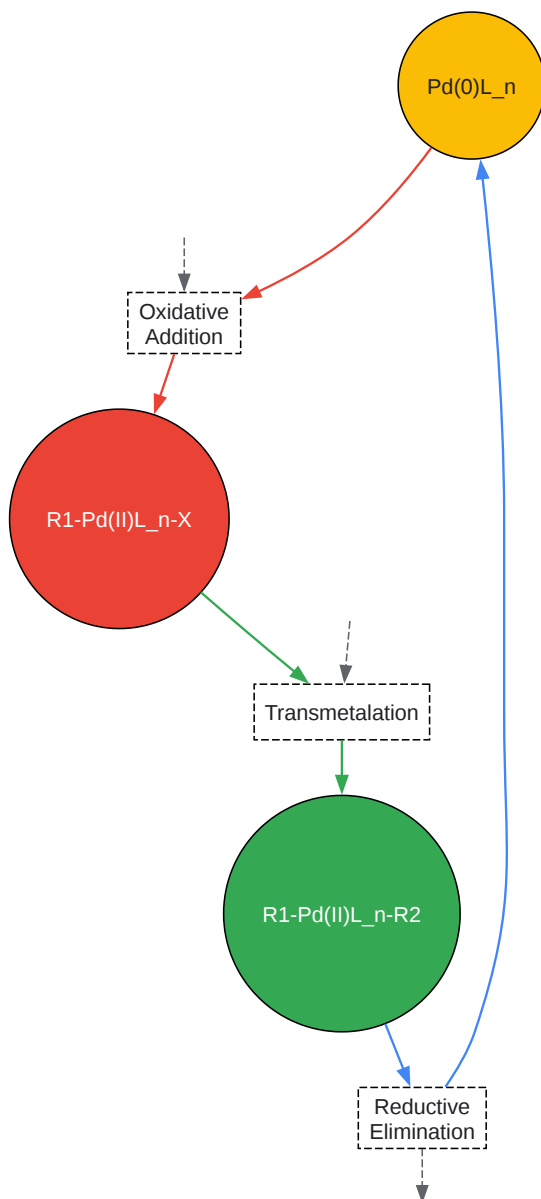 Pd(0)L_n
Oxidative
Addition
R1-Pd(II)L_n-X
Transmetalation
R1-Pd(II)L_n-R2
Reductive
Elimination